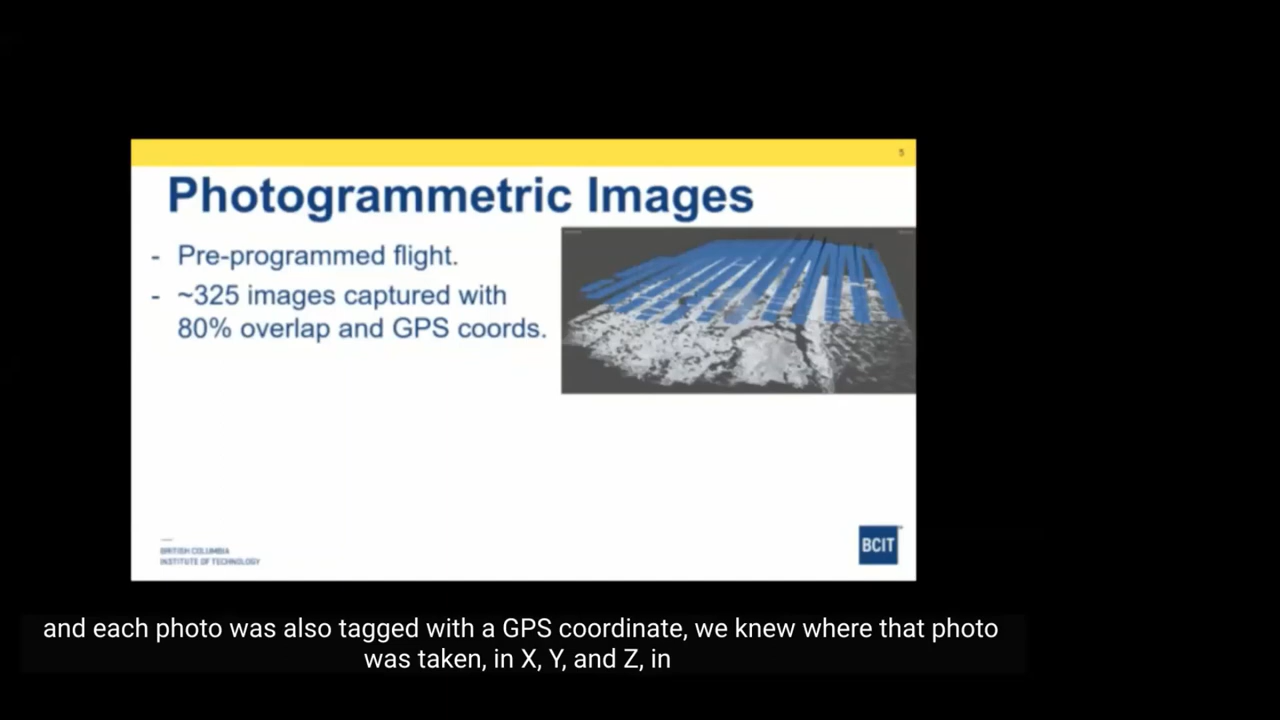 5
Photogrammetric Images
- Pre-programmed flight.
- ~325 images captured with
80% overlap and GPS coords.
BRITISH COLUMBIA
INSTITUTE OF TECHNOLOGY
BCIT
and each photo was also tagged with a GPS coordinate, we knew where that photo
was taken, in X, Y, and Z, in